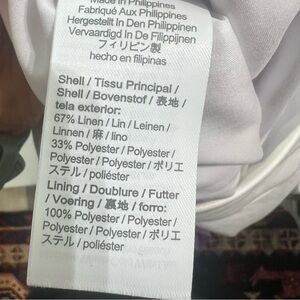 Made in Philippines
Fabriqué Aux Philippines
Hergestellt In Den Philippinen
Vervaardigd In De Filippijnen
フィリピン製
hecho en filipinas
Shell / Tissu Principal /
Shell / Bovenstof / 表地 /
tela exterior:
67% Linen / Lin / Leinen /
Linnen / 麻 / lino
33% Polyester / Polyester /
Polyester / Polyester / ポリエ
ステル / poliéster
Lining / Doublure / Futter
/ Voering / 裏地 / forro:
100% Polyester / Polyester /
Polyester / Polyester / ポリエ
ステル / poliéster